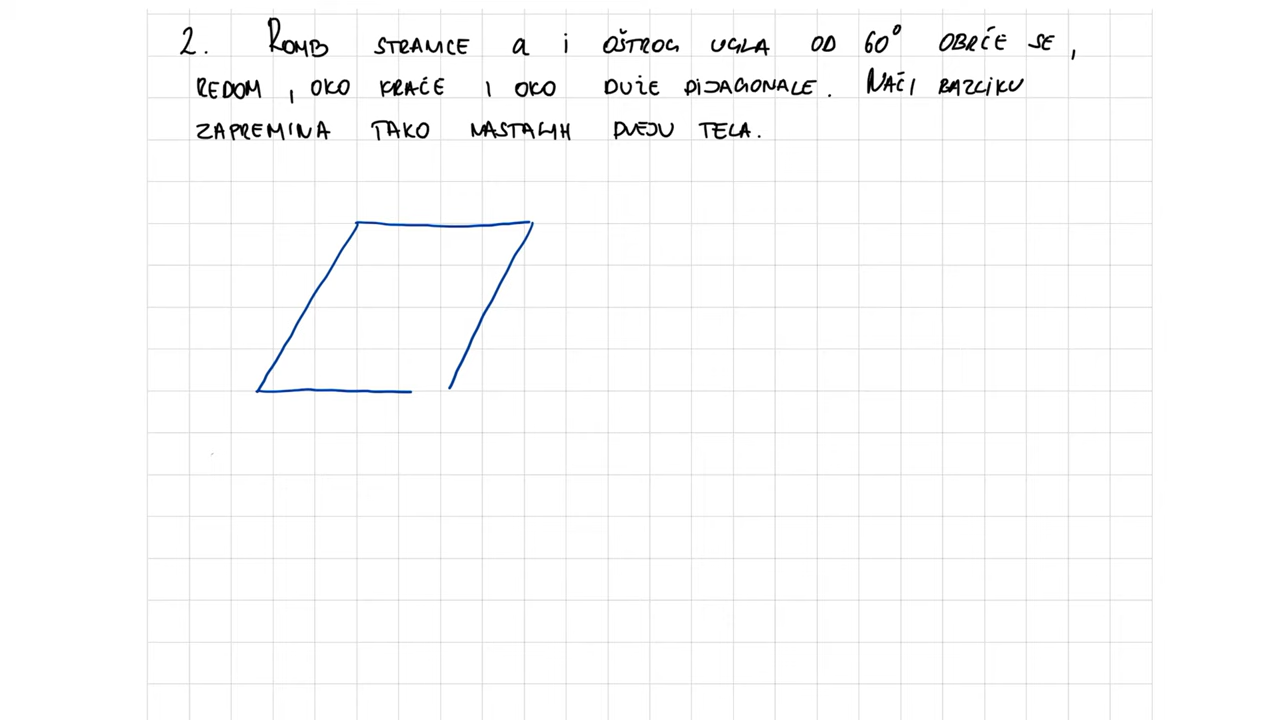 2. ROMB STRANICE a i OŠTROG UGLA OD 60° OBRĆE SE,
REDOM, OKO KRAĆE I OKO DUŽE DIJAGONALE. NAĆI RAZLIKU
ZAPREMINA TAKO NASTALIH DVEJU TELA.